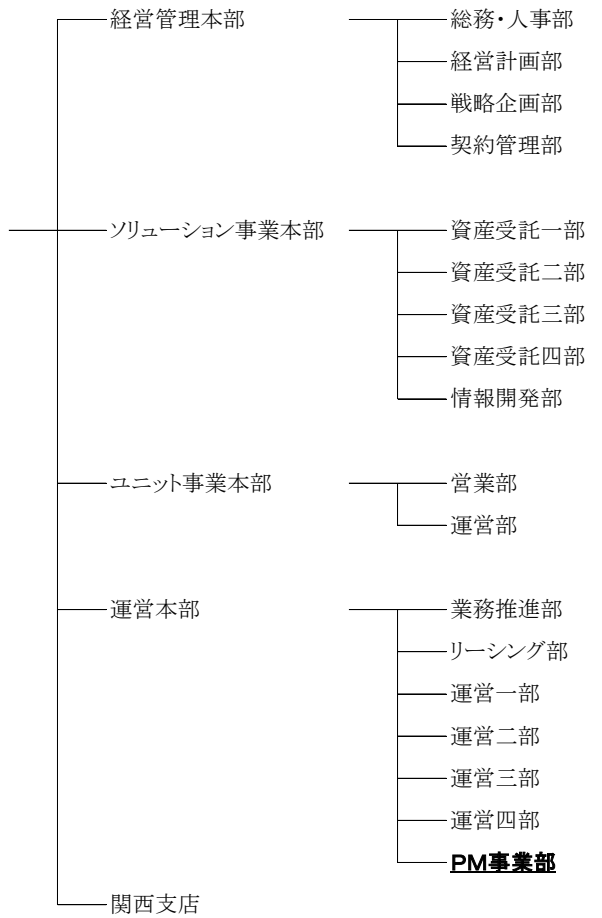 経営管理本部 総務・人事部
経営計画部
戦略企画部
契約管理部
ソリューション事業本部 資産受託一部
資産受託二部
資産受託三部
資産受託四部
情報開発部
ユニット事業本部 営業部
運営部
運営本部 業務推進部
リーシング部
運営一部
運営二部
運営三部
運営四部
PM事業部
関西支店